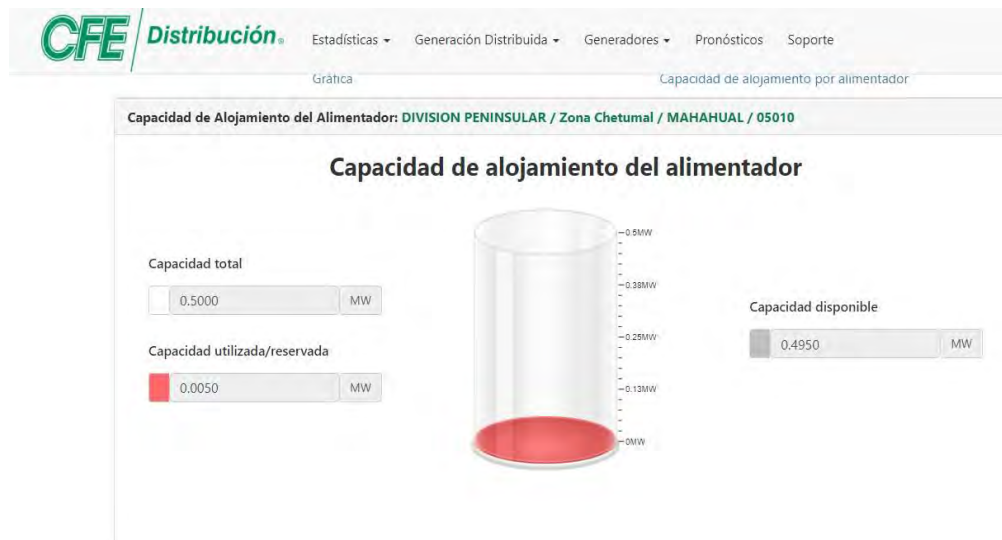 CFE Distribución®
Estadísticas Generación Distribuida Generadores Pronósticos Soporte
Gráfica Capacidad de alojamiento por alimentador
Capacidad de Alojamiento del Alimentador: DIVISION PENINSULAR / Zona Chetumal / MAHAHUAL / 05010
Capacidad de alojamiento del alimentador
Capacidad total
0.5000 MW
Capacidad utilizada/reservada
0.0050 MW
0.5MW
0.38MW
0.25MW
0.13MW
0MW
Capacidad disponible
0.4950 MW